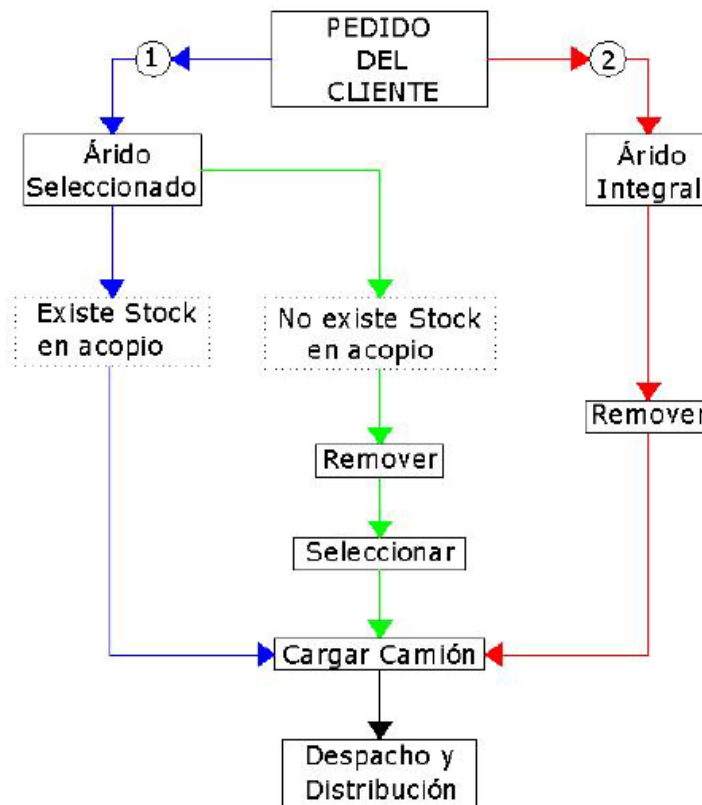 PEDIDO
DEL
CLIENTE
1
2
Árido
Seleccionado
Árido
Integral
Existe Stock
en acopio
No existe Stock
en acopio
Remover
Remover
Seleccionar
Cargar Camión
Despacho y
Distribución